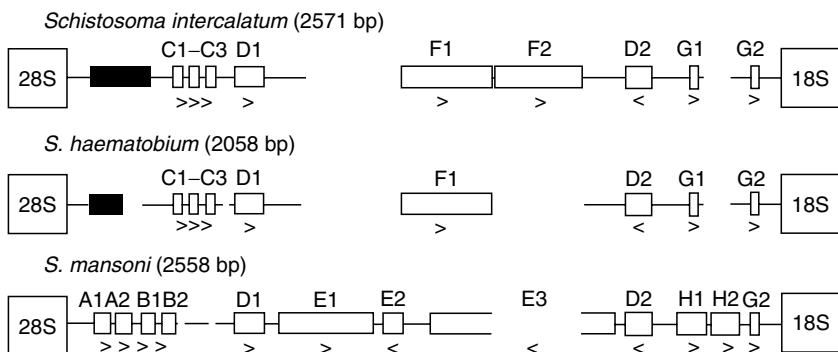 Schistosoma intercalatum (2571 bp)
C1–C3 D1 F1 F2 D2 G1 G2
28S 18S
>>> > > > < > >
S. haematobium (2058 bp)
C1–C3 D1 F1 D2 G1 G2
28S 18S
>>> > > < > >
S. mansoni (2558 bp)
A1A2 B1B2 D1 E1 E2 E3 D2 H1 H2 G2
28S 18S
> > > > > > < < < > > >